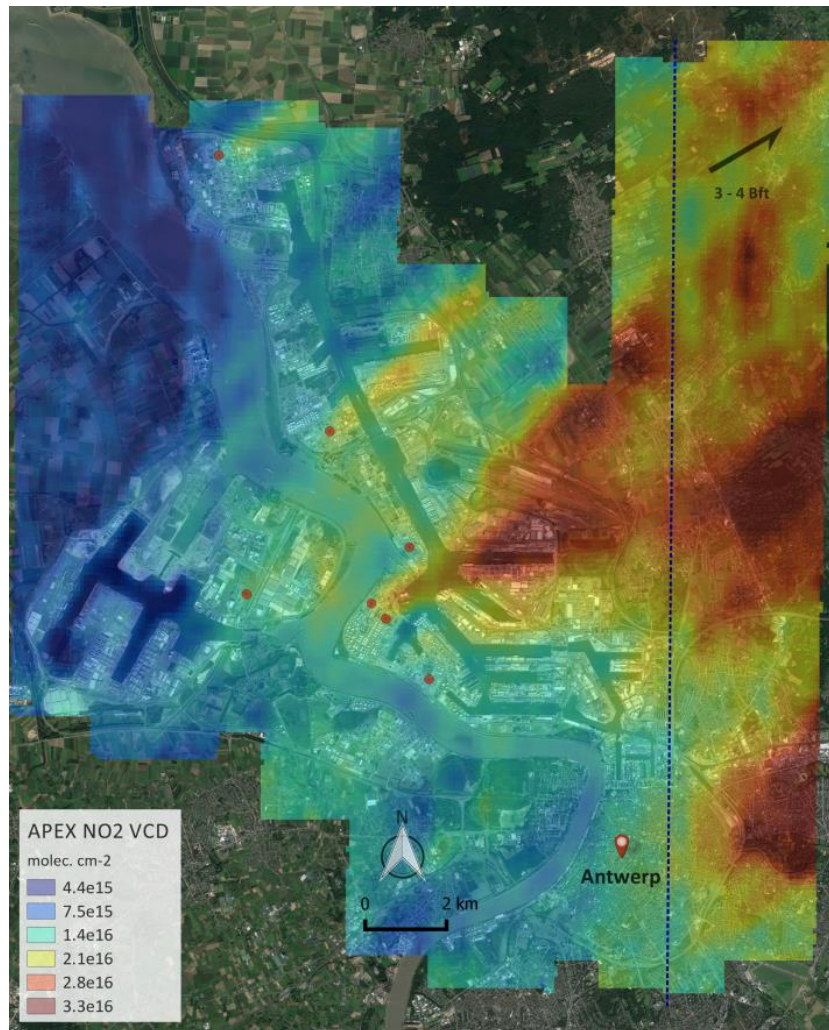 3 - 4 Bft
APEX NO2 VCD
molec. cm-2
4.4e15
7.5e15
1.4e16
2.1e16
2.8e16
3.3e16
N
0 2 km
Antwerp